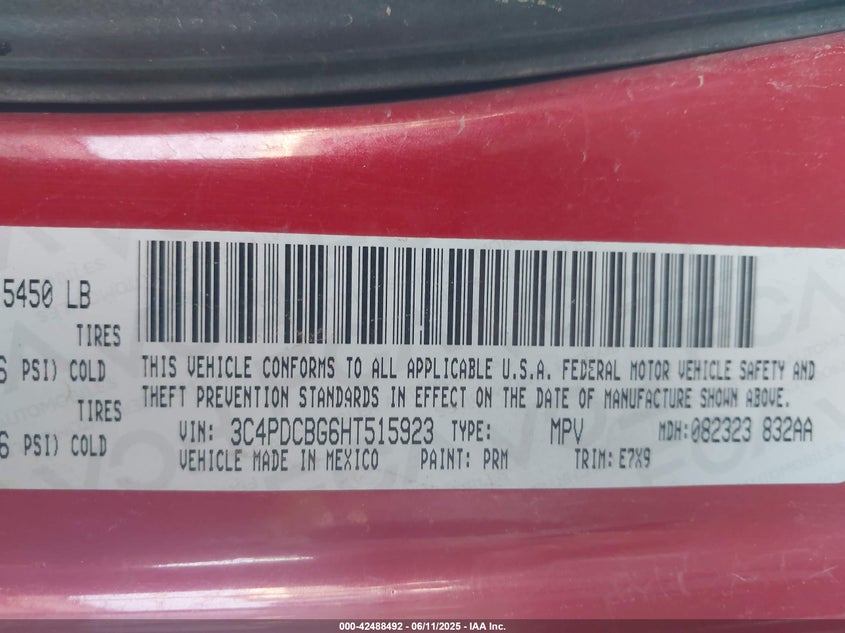 5450 LB
TIRES
PSI) COLD
TIRES
PSI) COLD
THIS VEHICLE CONFORMS TO ALL APPLICABLE U.S.A. FEDERAL MOTOR VEHICLE SAFETY AND
THEFT PREVENTION STANDARDS IN EFFECT ON THE DATE OF MANUFACTURE SHOWN ABOVE.
VIN: 3C4PDCBG6HT515923 TYPE: MPV MDH: 082323 832AA
VEHICLE MADE IN MEXICO PAINT: PRM TRIM: E7X9
000-42488492 - 06/11/2025 - IAA Inc.